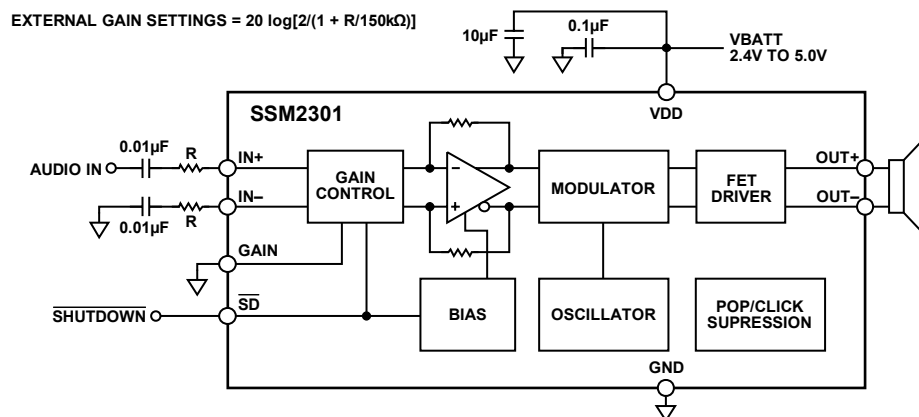 EXTERNAL GAIN SETTINGS = 20 log[2/(1 + R/150kΩ)]
10µF
0.1µF
VBATT
2.4V TO 5.0V
VDD
SSM2301
0.01µF
R
AUDIO IN
IN+
GAIN
CONTROL
−
+
MODULATOR
FET
DRIVER
OUT+
OUT−
IN−
0.01µF
R
GAIN
SD
SHUTDOWN
BIAS
OSCILLATOR
POP/CLICK
SUPRESSION
GND